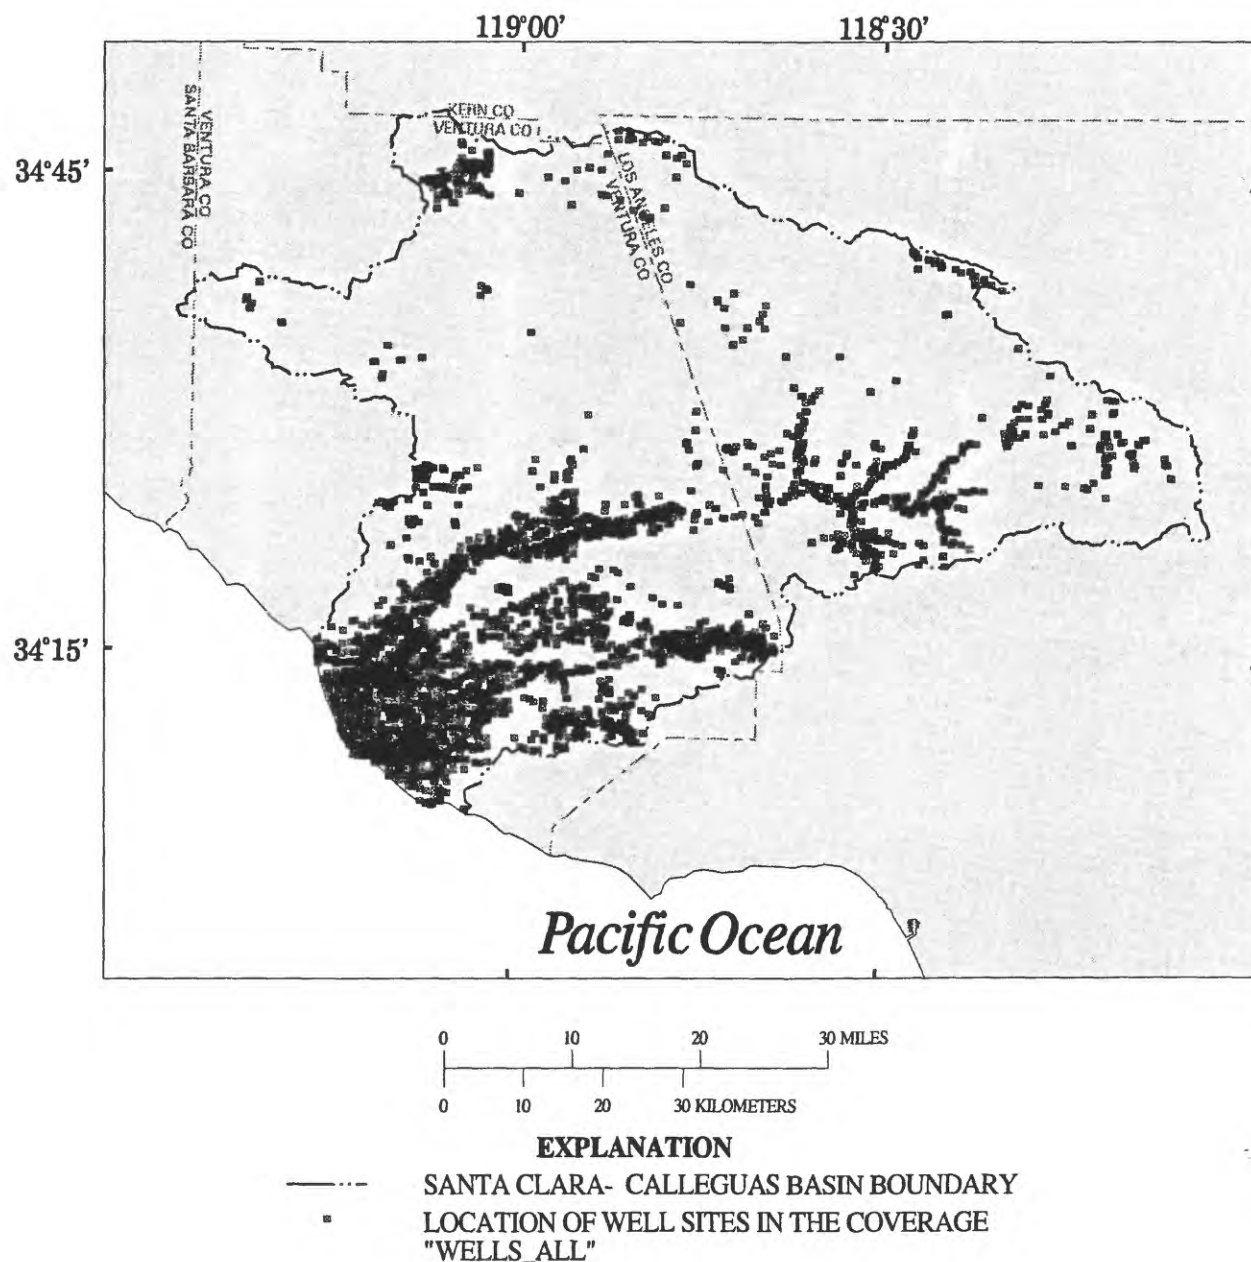 119°00' 118°30'
KERN CO
VENTURA CO
34°45'
VENTURA CO
SANTA BARBARA CO
LOS ANGELES CO
VENTURA CO
34°15'
Pacific Ocean
0 10 20 30 MILES
0 10 20 30 KILOMETERS
EXPLANATION
SANTA CLARA- CALLEGUAS BASIN BOUNDARY
LOCATION OF WELL SITES IN THE COVERAGE
"WELLS_ALL"